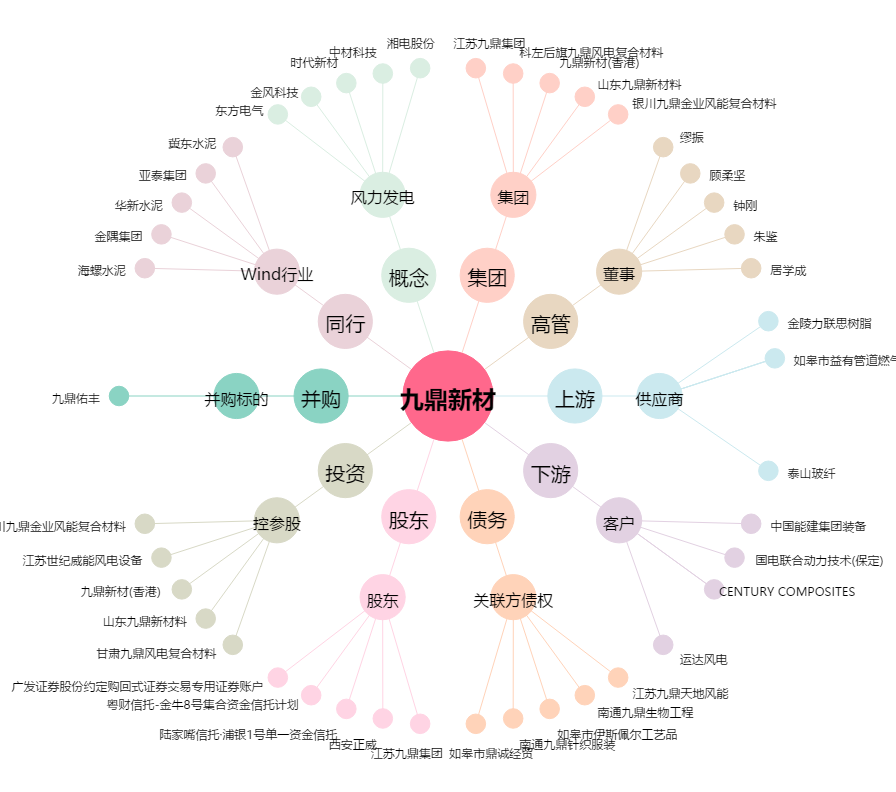 湘电股份
中材科技
时代新材
金风科技
东方电气
风力发电
概念
江苏九鼎集团
科左后旗九鼎风电复合材料
九鼎新材(香港)
山东九鼎新材料
银川九鼎金业风能复合材料
集团
集团
冀东水泥
亚泰集团
华新水泥
金隅集团
海螺水泥
Wind行业
同行
缪振
顾柔坚
钟刚
朱鉴
居学成
董事
高管
九鼎佑丰
并购标的
并购
九鼎新材
上游
供应商
金陵力联思树脂
如皋市益有管道燃气
泰山玻纤
投资
控参股
川九鼎金业风能复合材料
江苏世纪威能风电设备
九鼎新材(香港)
山东九鼎新材料
甘肃九鼎风电复合材料
下游
客户
中国能建集团装备
国电联合动力技术(保定)
CENTURY COMPOSITES
运达风电
股东
股东
广发证券股份约定购回式证券交易专用证券账户
粤财信托-金牛8号集合资金信托计划
陆家嘴信托·浦银1号单一资金信托
西安正威
江苏九鼎集团
债务
关联方债权
江苏九鼎天地风能
南通九鼎生物工程
如皋市伊斯佩尔工艺品
南通九鼎针织服装
如皋市鼎诚经贸